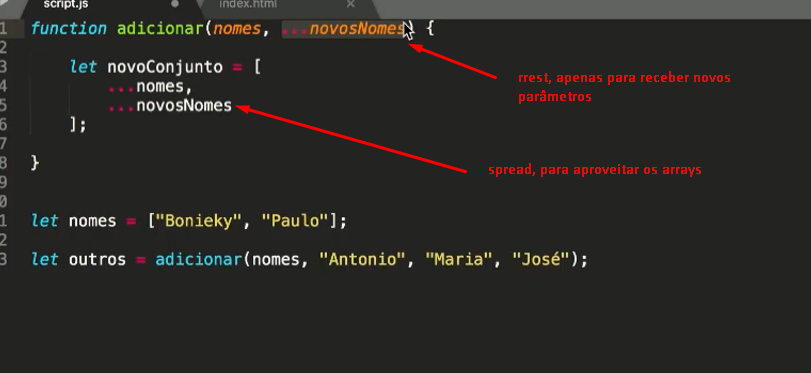 script.js
index.html
1 function adicionar(nomes, ...novosNomes) {
2
3 let novoConjunto = [
4 ...nomes,
5 ...novosNomes
6 ];
7
8 }
9
0
1 let nomes = ["Bonieky", "Paulo"];
2
3 let outros = adicionar(nomes, "Antonio", "Maria", "José");
rrest, apenas para receber novos
parâmetros
spread, para aproveitar os arrays